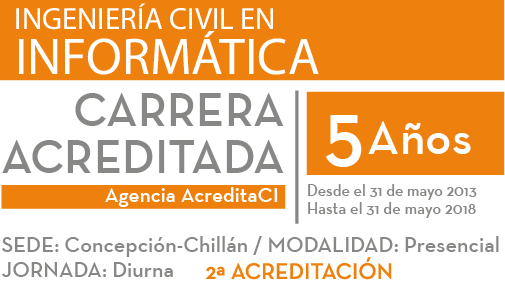 INGENIERÍA CIVIL EN
INFORMÁTICA
CARRERA
ACREDITADA
Agencia AcreditaCI
5 Años
Desde el 31 de mayo 2013
Hasta el 31 de mayo 2018
SEDE: Concepción-Chillán / MODALIDAD: Presencial
JORNADA: Diurna 2ª ACREDITACIÓN